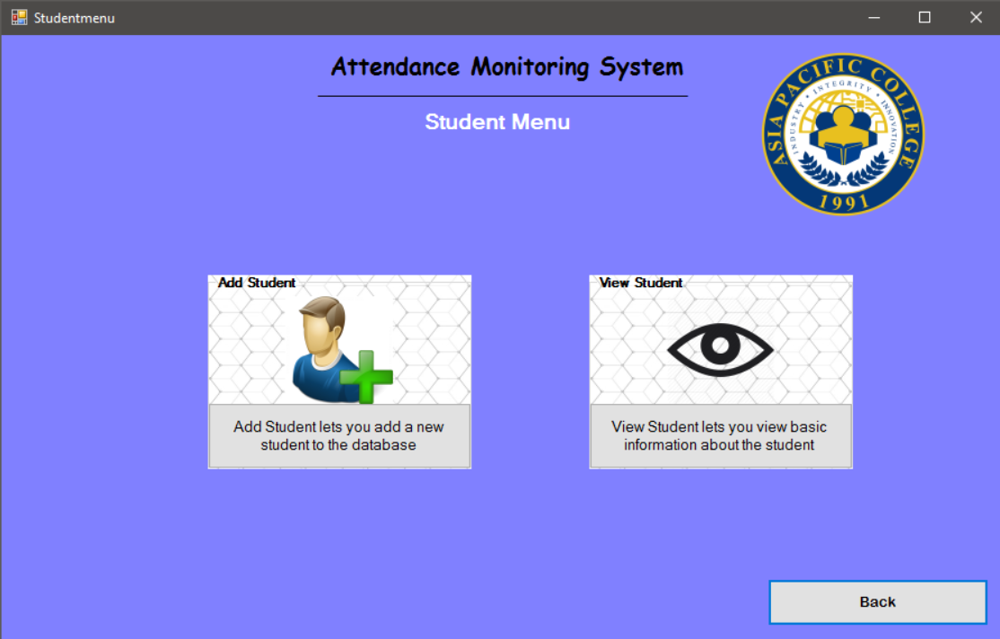 Studentmenu
Attendance Monitoring System
Student Menu
ASIA PACIFIC COLLEGE
INDUSTRY • INTEGRITY • INNOVATION
1991
Add Student
Add Student lets you add a new
student to the database
View Student
View Student lets you view basic
information about the student
Back